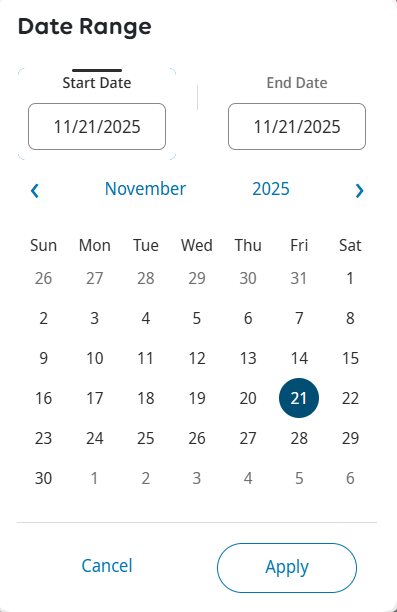 Date Range
Start Date End Date
11/21/2025 11/21/2025
November 2025
Sun Mon Tue Wed Thu Fri Sat
26 27 28 29 30 31 1
2 3 4 5 6 7 8
9 10 11 12 13 14 15
16 17 18 19 20 21 22
23 24 25 26 27 28 29
30 1 2 3 4 5 6
Cancel Apply